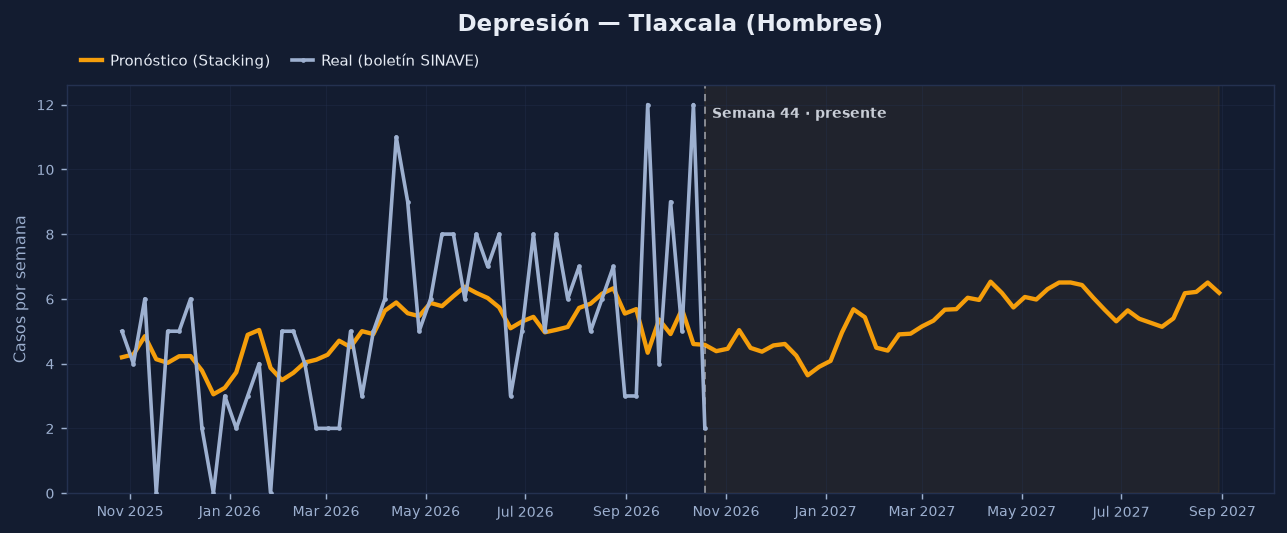 Depresión — Tlaxcala (Hombres)
Pronóstico (Stacking)
Real (boletín SINAVE)
Semana 44 · presente
Casos por semana
12
10
8
6
4
2
0
Nov 2025
Jan 2026
Mar 2026
May 2026
Jul 2026
Sep 2026
Nov 2026
Jan 2027
Mar 2027
May 2027
Jul 2027
Sep 2027